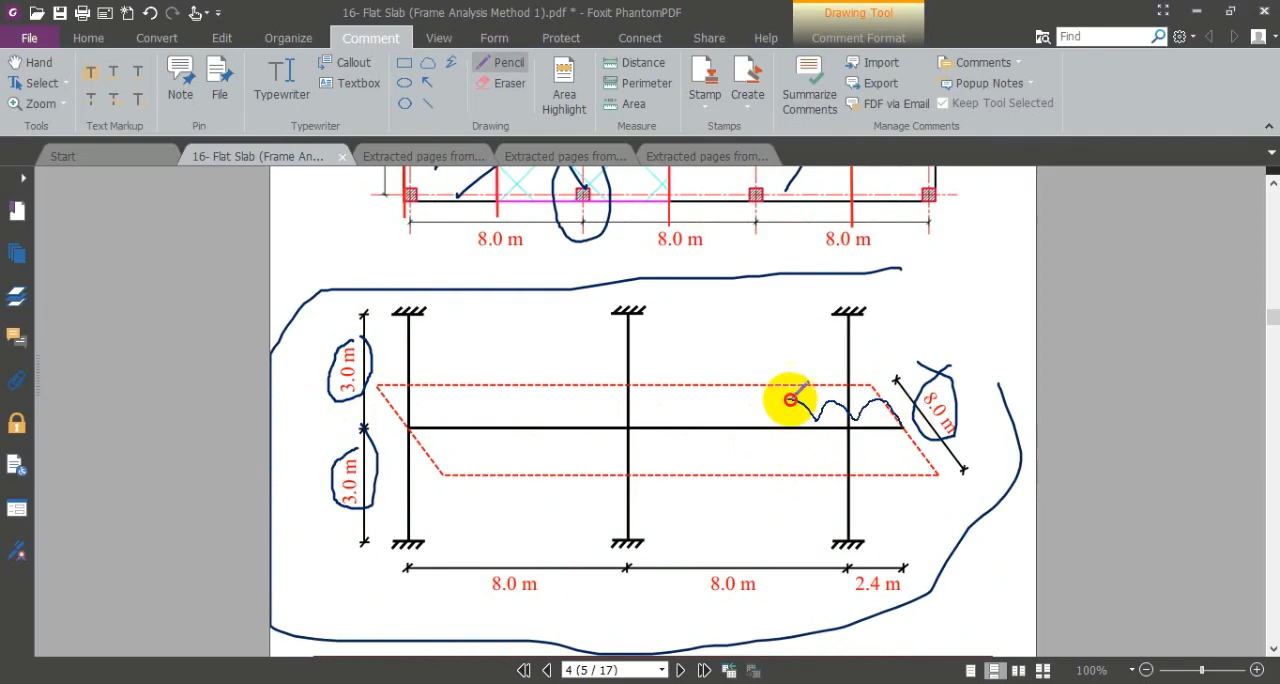 16- Flat Slab (Frame Analysis Method 1).pdf * - Foxit PhantomPDF
Drawing Tool
File Home Convert Edit Organize Comment View Form Protect Connect Share Help Comment Format
Find
Hand
Select
Zoom
Tools
T T T
T T T
Text Markup
Note
File
Pin
Typewriter
Callout
Textbox
Typewriter
Pencil
Eraser
Drawing
Area Highlight
Distance
Perimeter
Area
Measure
Stamp
Create
Stamps
Summarize Comments
Import
Export
FDF via Email
Comments
Popup Notes
Keep Tool Selected
Manage Comments
Start
16- Flat Slab (Frame An...
Extracted pages from...
Extracted pages from...
Extracted pages from...
8.0 m 8.0 m 8.0 m
3.0 m
8.0 m
3.0 m
8.0 m 8.0 m 2.4 m
4 (5 / 17)
100%